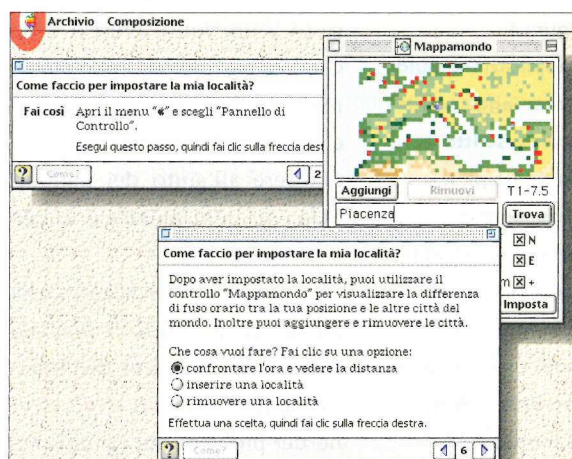 Archivio Composizione
Mappamondo
Come faccio per impostare la mia località?
Fai così Apri il menu "" e scegli "Pannello di
Controllo".
Esegui questo passo, quindi fai clic sulla freccia destr
? Come? 2
Aggiungi Rimuovi T1-7.5
Piacenza Trova
N
E
m +
Imposta
Come faccio per impostare la mia località?
Dopo aver impostato la località, puoi utilizzare il
controllo "Mappamondo" per visualizzare la differenza
di fuso orario tra la tua posizione e le altre città del
mondo. Inoltre puoi aggiungere e rimuovere le città.
Che cosa vuoi fare? Fai clic su una opzione:
confrontare l'ora e vedere la distanza
inserire una località
rimuovere una località
Effettua una scelta, quindi fai clic sulla freccia destra.
? Come? 6